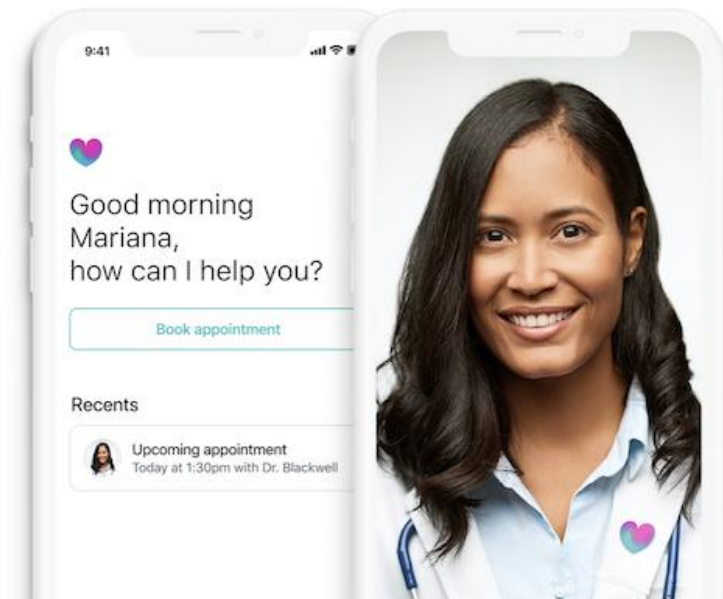 9:41
Good morning
Mariana,
how can I help you?
Book appointment
Recents
Upcoming appointment
Today at 1:30pm with Dr. Blackwell